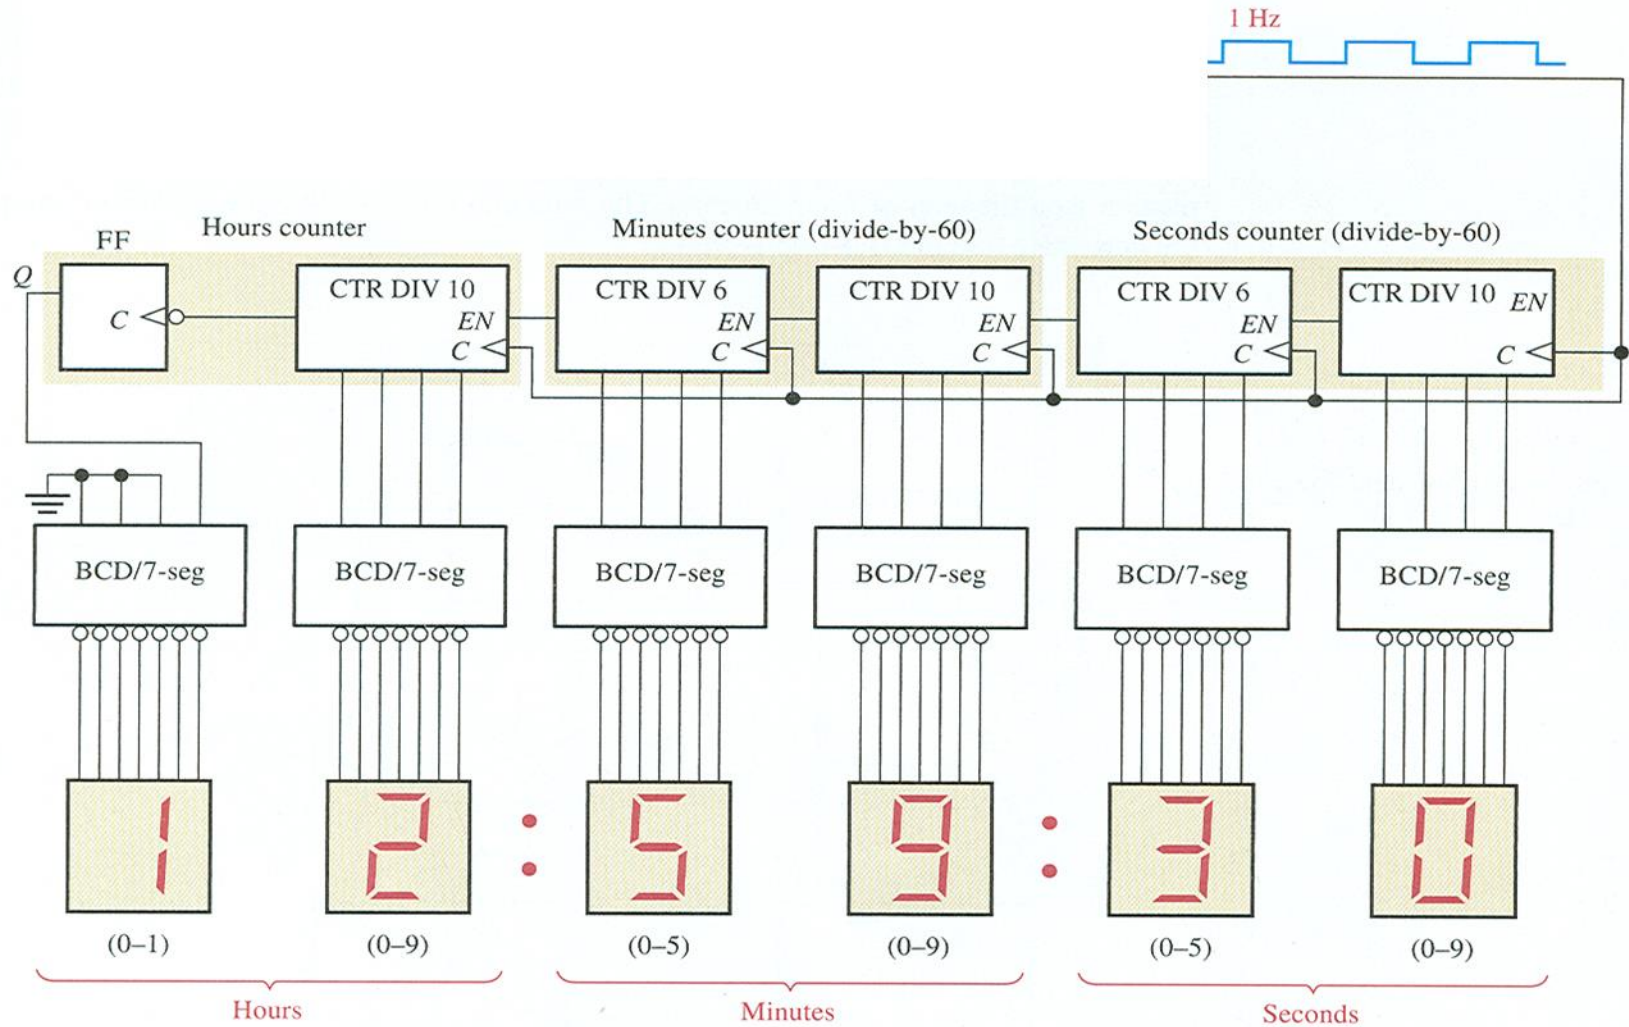 1 Hz
FF
Hours counter
Minutes counter (divide-by-60)
Seconds counter (divide-by-60)
Q
C
CTR DIV 10
EN
C
CTR DIV 6
EN
C
CTR DIV 10
EN
C
CTR DIV 6
EN
C
CTR DIV 10
EN
C
BCD/7-seg
BCD/7-seg
BCD/7-seg
BCD/7-seg
BCD/7-seg
BCD/7-seg
1 2 : 5 9 : 3 0
(0–1)
(0–9)
(0–5)
(0–9)
(0–5)
(0–9)
Hours
Minutes
Seconds